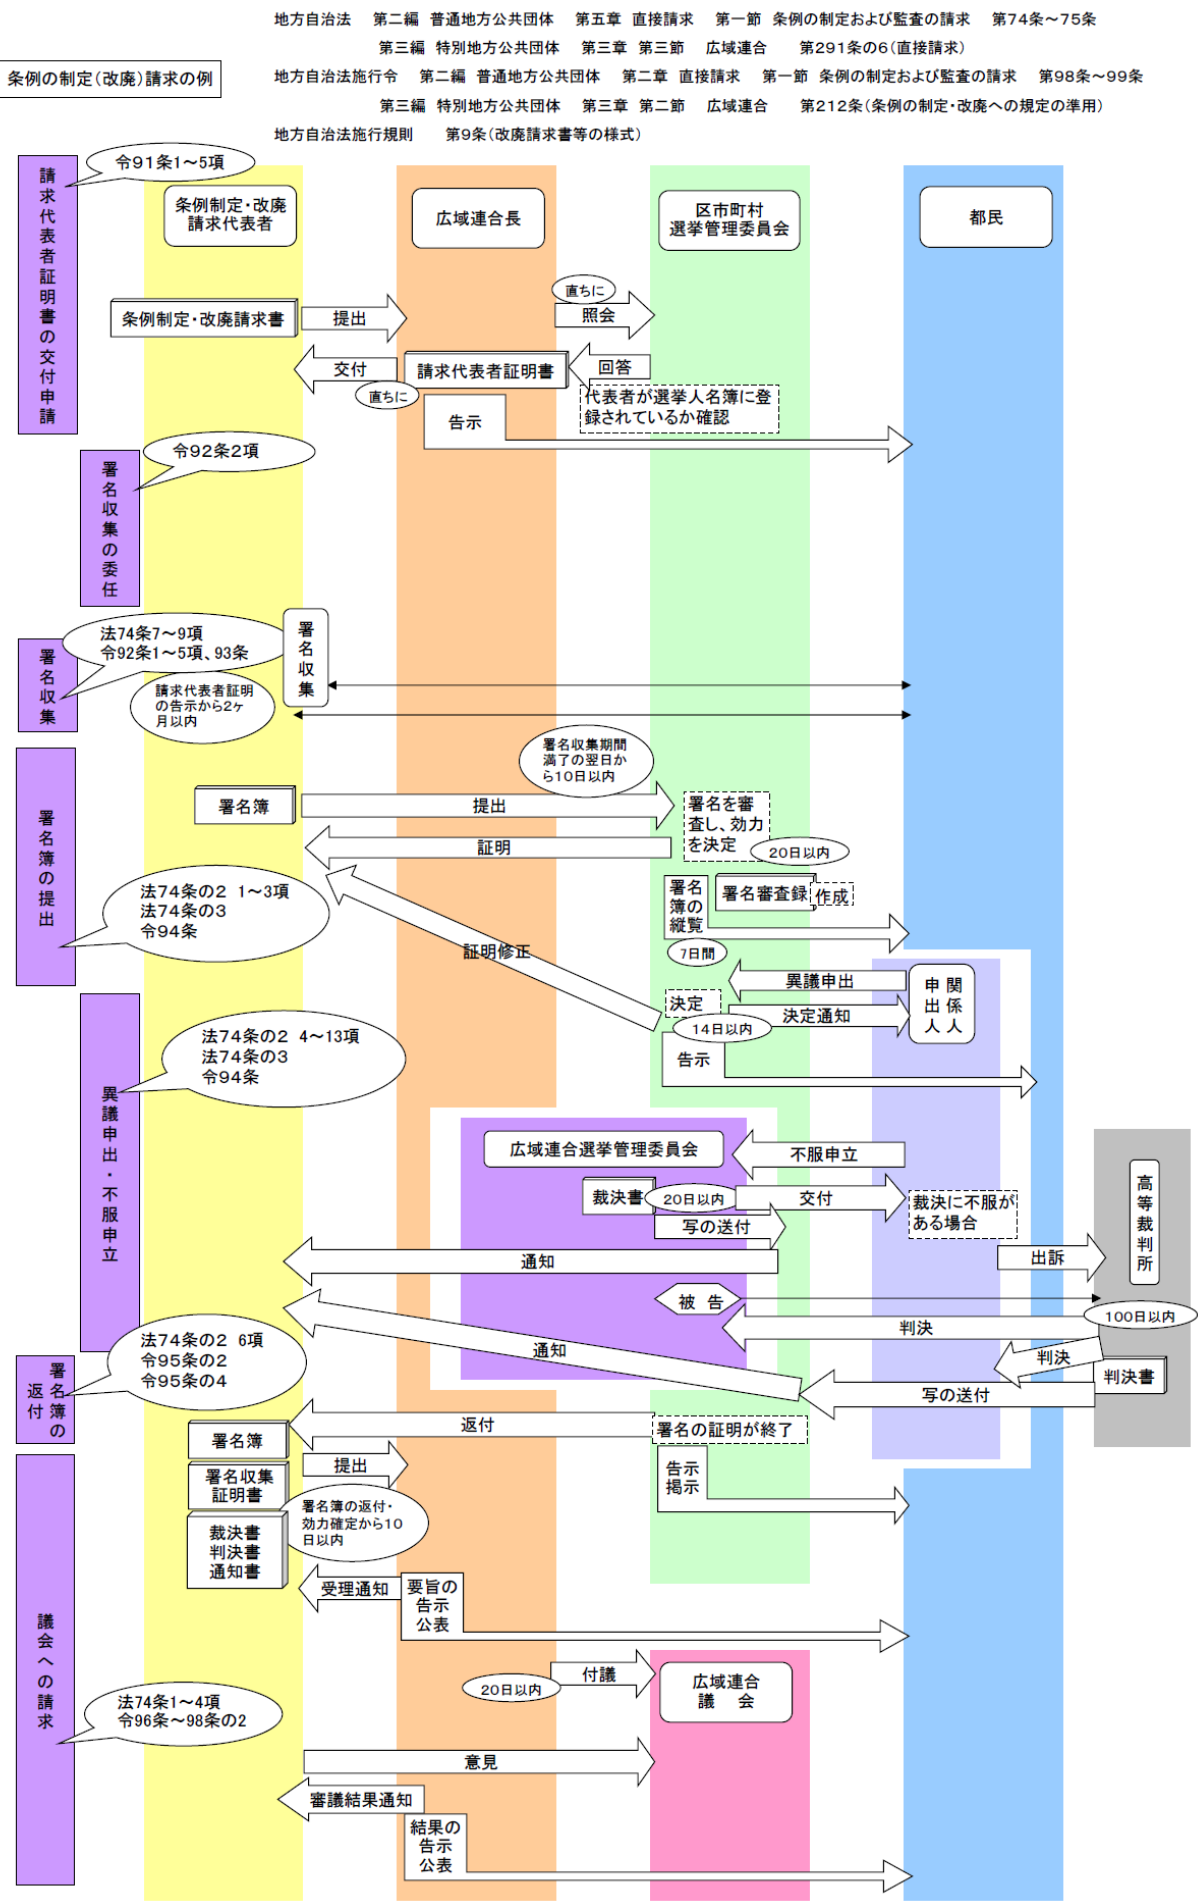 地方自治法　第二編 普通地方公共団体　第五章 直接請求　第一節 条例の制定および監査の請求　第74条～75条
第三編 特別地方公共団体　第三章 第三節　広域連合　第291条の6（直接請求）
条例の制定（改廃）請求の例
地方自治法施行令　第二編 普通地方公共団体　第二章 直接請求　第一節 条例の制定および監査の請求　第98条～99条
第三編 特別地方公共団体　第三章 第二節　広域連合　第212条（条例の制定・改廃への規定の準用）
地方自治法施行規則　第9条（改廃請求書等の様式）
請求代表者証明書の交付申請
令91条1～5項
条例制定・改廃
請求代表者
広域連合長
区市町村
選挙管理委員会
都民
条例制定・改廃請求書
提出
直ちに
照会
交付
直ちに
請求代表者証明書
回答
代表者が選挙人名簿に登
録されているか確認
告示
署名収集の委任
令92条2項
署名収集
法74条7～9項
令92条1～5項、93条
署名収集
請求代表者証明
の告示から2ヶ
月以内
署名簿の提出
署名収集期間
満了の翌日か
ら10日以内
署名簿
提出
署名を審
査し、効力
を決定
証明
20日以内
法74条の2 1～3項
法74条の3
令94条
署名
簿の
縦覧
署名審査録
作成
7日間
証明修正
異議申出
関係人
申出人
決定
決定通知
14日以内
告示
異議申出・不服申立
法74条の2 4～13項
法74条の3
令94条
広域連合選挙管理委員会
不服申立
高等裁判所
裁決書
20日以内
交付
裁決に不服が
ある場合
写の送付
通知
出訴
被告
100日以内
判決
通知
判決
判決書
写の送付
署名簿の
返付
法74条の2 6項
令95条の2
令95条の4
返付
署名の証明が終了
署名簿
提出
署名収集
証明書
告示
掲示
署名簿の返付・
効力確定から10
日以内
裁決書
判決書
通知書
議会への請求
受理通知
要旨の
告示
公表
付議
20日以内
広域連合
議　会
法74条1～4項
令96条～98条の2
意見
審議結果通知
結果の
告示
公表